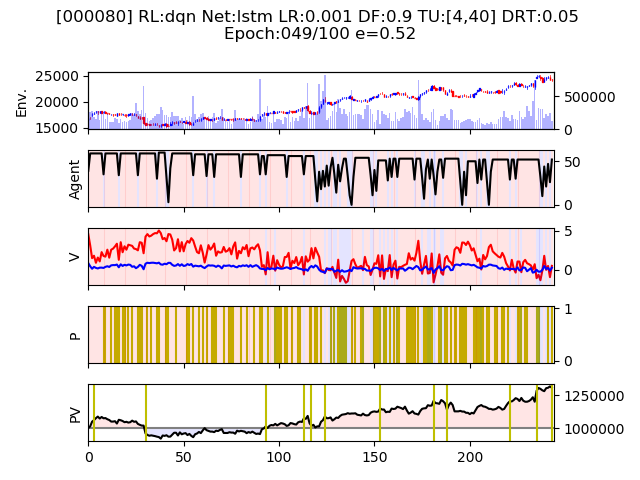 [000080] RL:dqn Net:lstm LR:0.001 DF:0.9 TU:[4,40] DRT:0.05
Epoch:049/100 e=0.52
Env.
25000
20000
15000
500000
0
Agent
50
0
V
5
0
P
1
0
PV
1250000
1000000
0 50 100 150 200